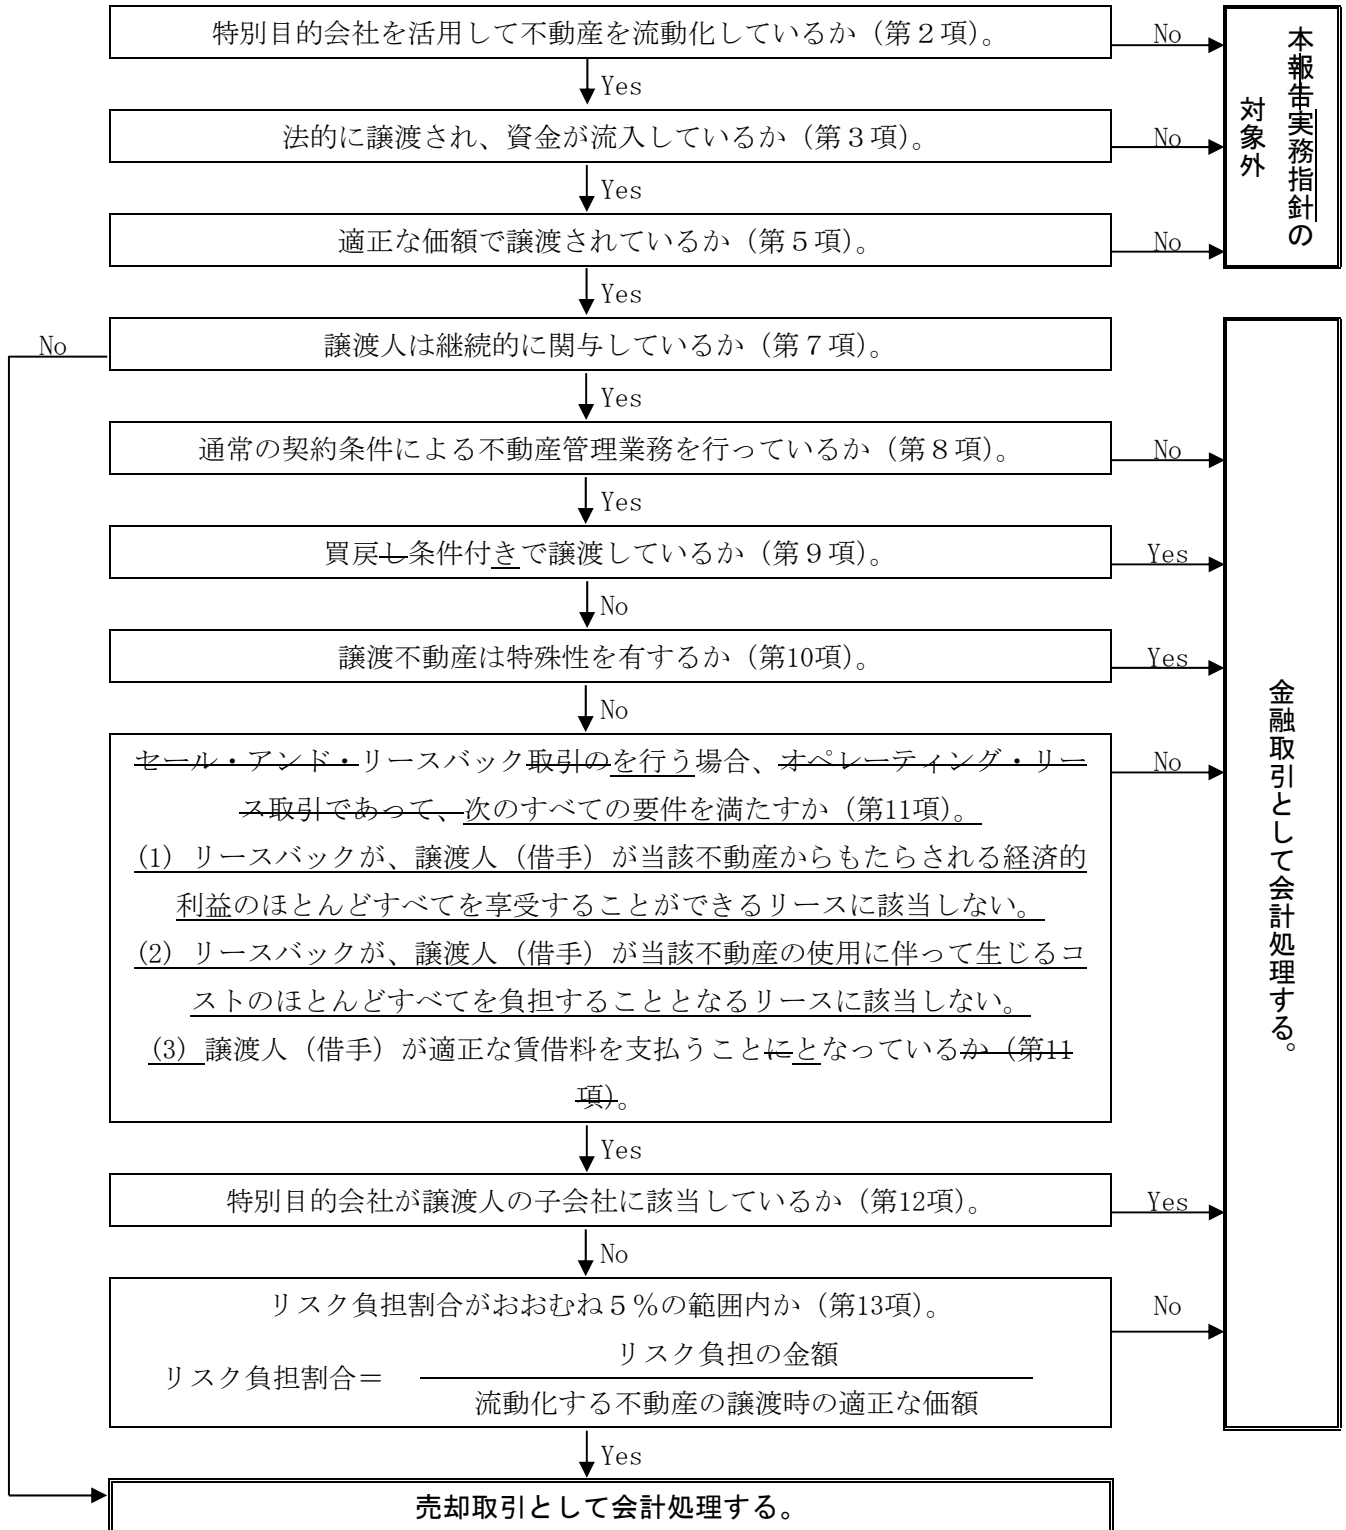 特別目的会社を活用して不動産を流動化しているか（第２項）。
No
Yes
法的に譲渡され、資金が流入しているか（第３項）。
No
Yes
適正な価額で譲渡されているか（第５項）。
No
本報告実務指針の
対象外
Yes
No
譲渡人は継続的に関与しているか（第７項）。
Yes
通常の契約条件による不動産管理業務を行っているか（第８項）。
No
Yes
買戻し条件付きで譲渡しているか（第９項）。
Yes
No
譲渡不動産は特殊性を有するか（第10項）。
Yes
No
セール・アンド・リースバック取引のを行う場合、オペレーティング・リー
ス取引であって、次のすべての要件を満たすか（第11項）。
(1) リースバックが、譲渡人（借手）が当該不動産からもたらされる経済的
利益のほとんどすべてを享受することができるリースに該当しない。
(2) リースバックが、譲渡人（借手）が当該不動産の使用に伴って生じるコ
ストのほとんどすべてを負担することとなるリースに該当しない。
(3) 譲渡人（借手）が適正な賃借料を支払うことにとなっているか（第11
項）。
No
Yes
特別目的会社が譲渡人の子会社に該当しているか（第12項）。
Yes
No
リスク負担割合がおおむね５％の範囲内か（第13項）。
No
リスク負担割合＝
リスク負担の金額
流動化する不動産の譲渡時の適正な価額
金融取引として会計処理する。
Yes
売却取引として会計処理する。